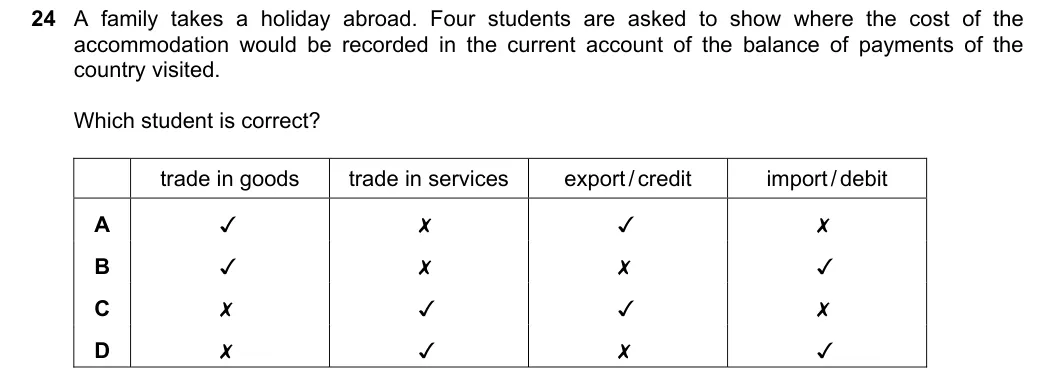 24 A family takes a holiday abroad. Four students are asked to show where the cost of the
accommodation would be recorded in the current account of the balance of payments of the
country visited.
Which student is correct?
trade in goods trade in services export / credit import / debit
A ✓ ✗ ✓ ✗
B ✓ ✗ ✗ ✓
C ✗ ✓ ✓ ✗
D ✗ ✓ ✗ ✓